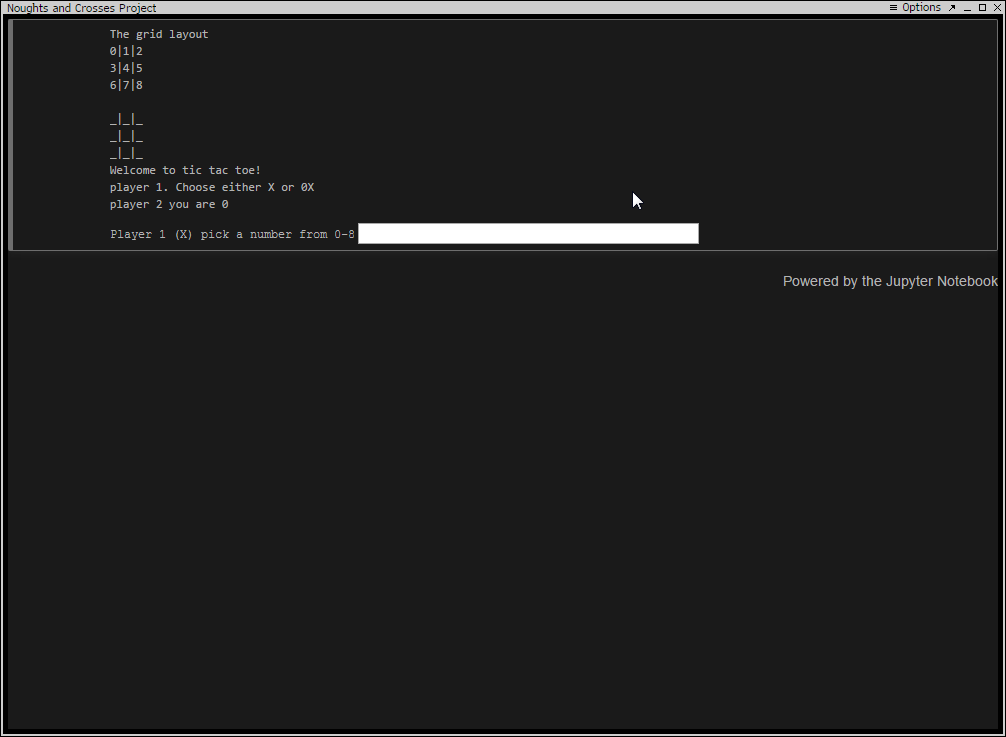 Noughts and Crosses Project
≡ Options
The grid layout
0|1|2
3|4|5
6|7|8
_|_|_
_|_|_
_|_|_
Welcome to tic tac toe!
player 1. Choose either X or 0X
player 2 you are 0
Player 1 (X) pick a number from 0-8
Powered by the Jupyter Notebook